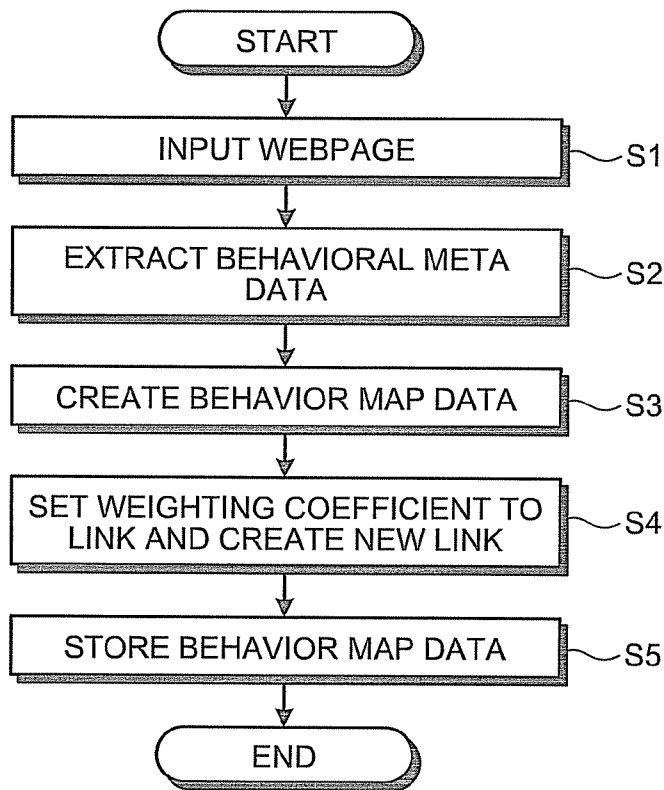 START
INPUT WEBPAGE
S1
EXTRACT BEHAVIORAL META
DATA
S2
CREATE BEHAVIOR MAP DATA
S3
SET WEIGHTING COEFFICIENT TO
LINK AND CREATE NEW LINK
S4
STORE BEHAVIOR MAP DATA
S5
END